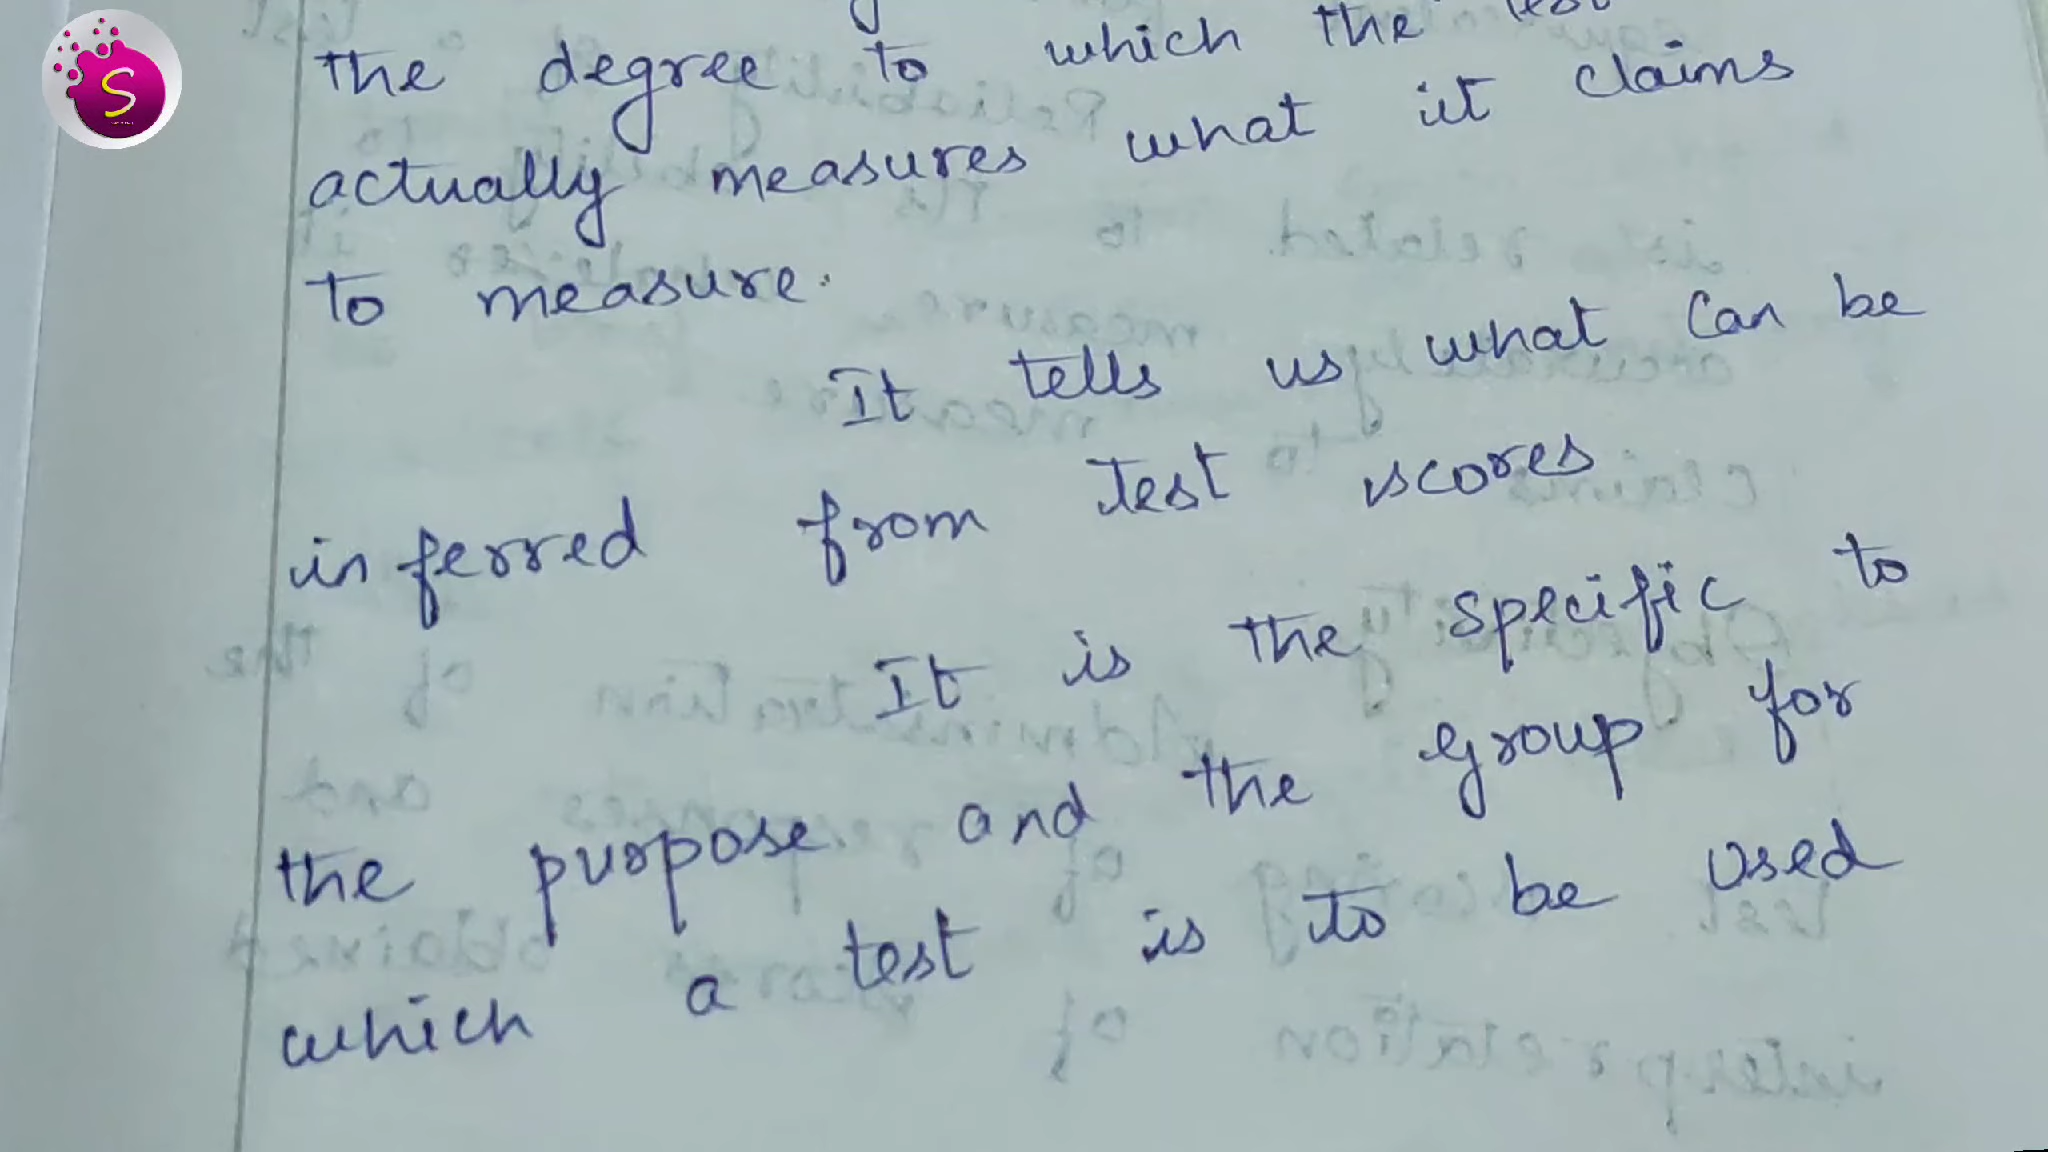 S
the degree to which the test
actually measures what it claims
to measure.
It tells us what can be
inferred from test scores
It is the specific to
the purpose and the group for
which a test is to be used